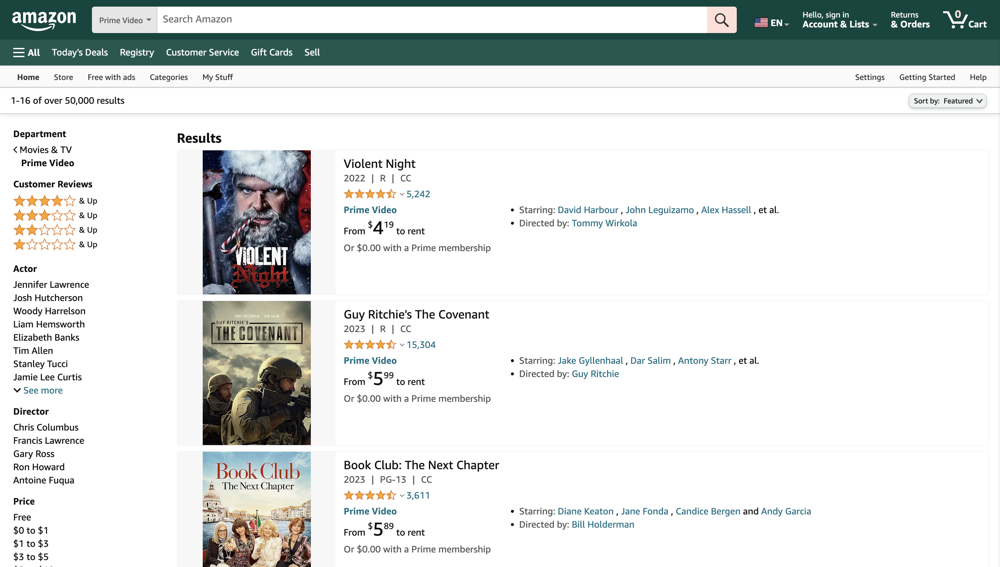 amazon
Prime Video
Search Amazon
EN
Hello, sign in
Account & Lists
Returns
& Orders
0
Cart
All
Today's Deals
Registry
Customer Service
Gift Cards
Sell
Home
Store
Free with ads
Categories
My Stuff
Settings
Getting Started
Help
1-16 of over 50,000 results
Sort by: Featured
Department
Movies & TV
Prime Video
Customer Reviews
& Up
& Up
& Up
& Up
Actor
Jennifer Lawrence
Josh Hutcherson
Woody Harrelson
Liam Hemsworth
Elizabeth Banks
Tim Allen
Stanley Tucci
Jamie Lee Curtis
See more
Director
Chris Columbus
Francis Lawrence
Gary Ross
Ron Howard
Antoine Fuqua
Price
Free
$0 to $1
$1 to $3
$3 to $5
Results
VIOLENT
Night
Violent Night
2022 | R | CC
5,242
Prime Video
From $4 19 to rent
Or $0.00 with a Prime membership
• Starring: David Harbour , John Leguizamo , Alex Hassell , et al.
• Directed by: Tommy Wirkola
JAKE GYLLENHAAL DAR SALIM
GUY RITCHIE'S
THE COVENANT
Guy Ritchie's The Covenant
2023 | R | CC
15,304
Prime Video
From $5 99 to rent
Or $0.00 with a Prime membership
• Starring: Jake Gyllenhaal , Dar Salim , Antony Starr , et al.
• Directed by: Guy Ritchie
Book Club
The Next Chapter
Book Club: The Next Chapter
2023 | PG-13 | CC
3,611
Prime Video
From $5 89 to rent
Or $0.00 with a Prime membership
• Starring: Diane Keaton , Jane Fonda , Candice Bergen and Andy Garcia
• Directed by: Bill Holderman